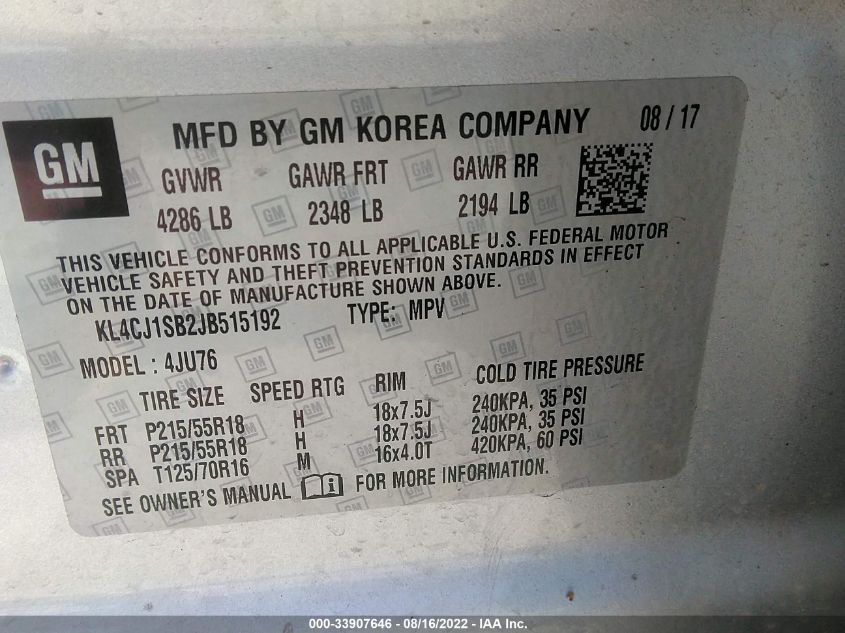 GM
MFD BY GM KOREA COMPANY 08 / 17
GVWR GAWR FRT GAWR RR
4286 LB 2348 LB 2194 LB
THIS VEHICLE CONFORMS TO ALL APPLICABLE U.S. FEDERAL MOTOR
VEHICLE SAFETY AND THEFT PREVENTION STANDARDS IN EFFECT
ON THE DATE OF MANUFACTURE SHOWN ABOVE.
KL4CJ1SB2JB515192 TYPE: MPV
MODEL : 4JU76
TIRE SIZE SPEED RTG RIM COLD TIRE PRESSURE
FRT P215/55R18 H 18x7.5J 240KPA, 35 PSI
RR P215/55R18 H 18x7.5J 240KPA, 35 PSI
SPA T125/70R16 M 16x4.0T 420KPA, 60 PSI
SEE OWNER'S MANUAL FOR MORE INFORMATION.
000-33907646 - 08/16/2022 - IAA Inc.